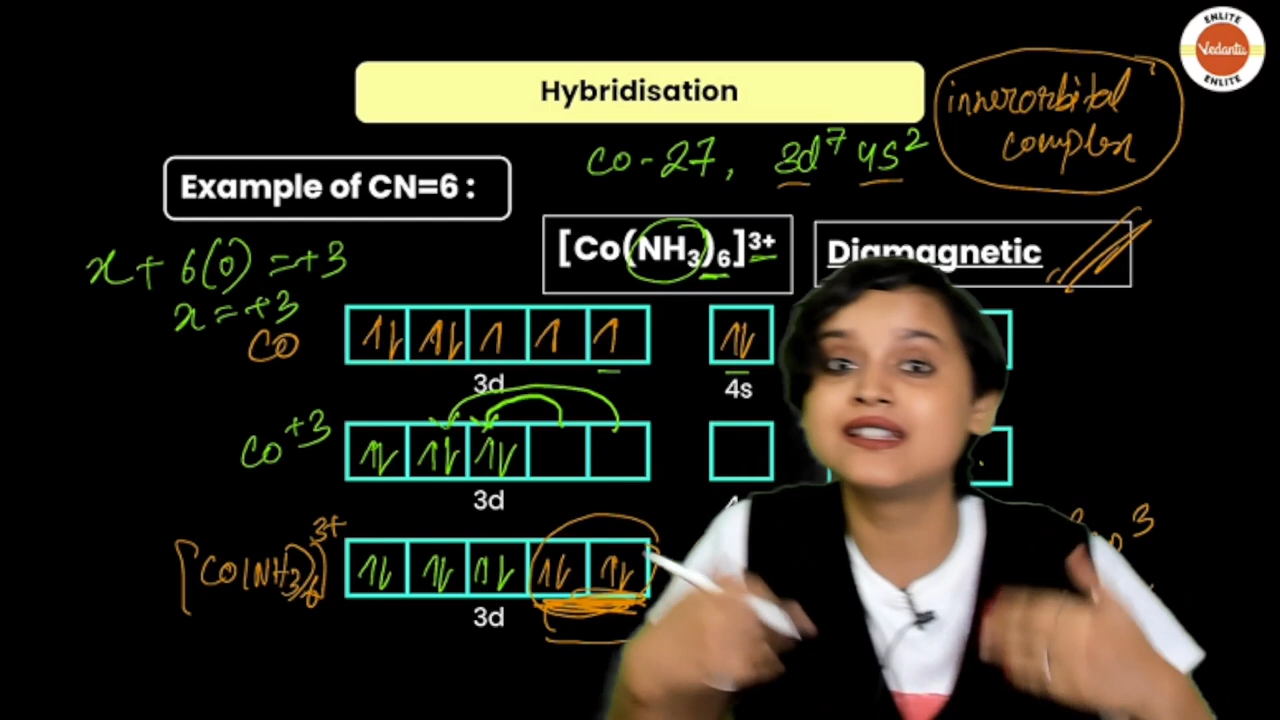 ENLITE
Vedantu
ENLITE
Hybridisation
innerorbital
complex
Co-27, 3d⁷ 4s²
Example of CN=6 :
[Co(NH₃)₆]³⁺
Diamagnetic
x + 6(0) = +3
x = +3
Co
3d
4s
Co⁺³
3d
[Co(NH₃)₆]³⁺
3d